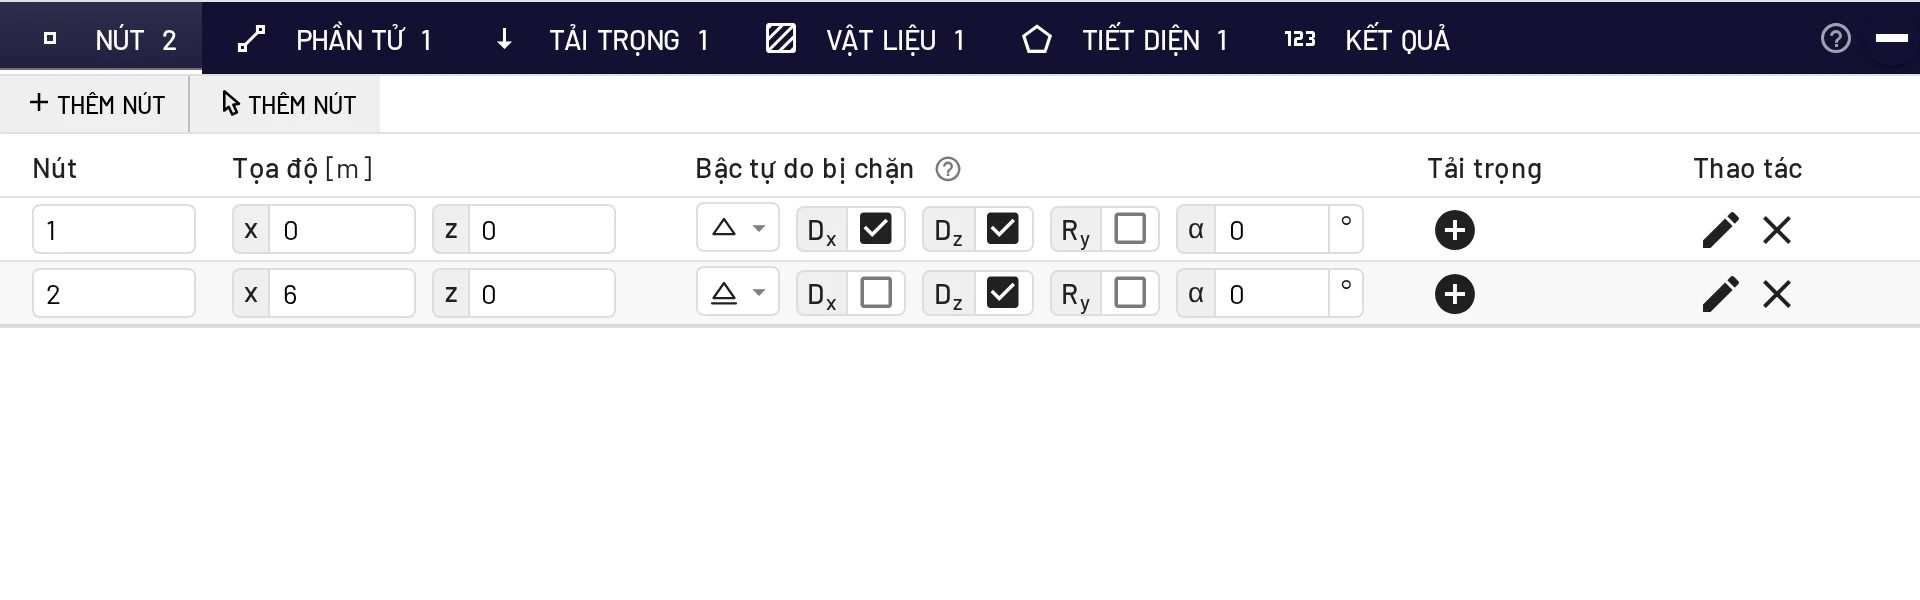 NÚT 2 PHẦN TỬ 1 TẢI TRỌNG 1 VẬT LIỆU 1 TIẾT DIỆN 1 123 KẾT QUẢ ?
+ THÊM NÚT THÊM NÚT
Nút Tọa độ [m] Bậc tự do bị chặn ? Tải trọng Thao tác
1 x 0 z 0 Dx Dz Ry α 0 °
2 x 6 z 0 Dx Dz Ry α 0 °